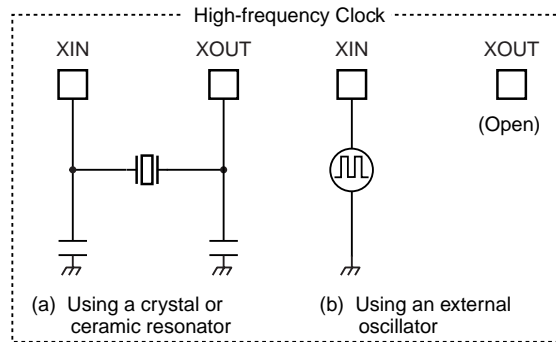 High-frequency Clock
XIN XOUT XIN XOUT
(Open)
(a) Using a crystal or
ceramic resonator
(b) Using an external
oscillator